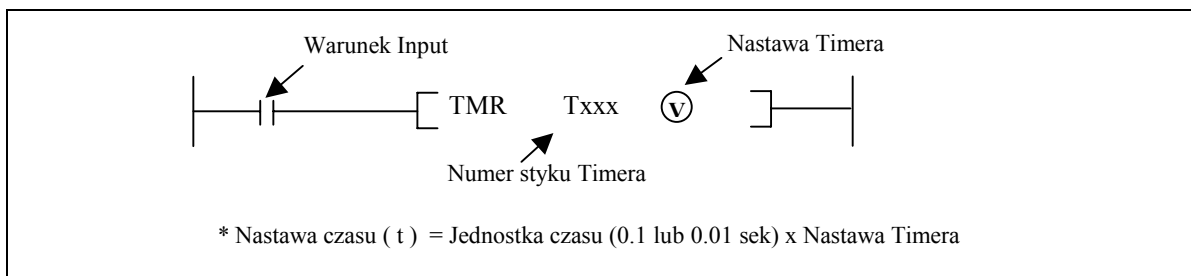 Warunek Input
Nastawa Timera
TMR Txxx V
Numer styku Timera
* Nastawa czasu ( t ) = Jednostka czasu (0.1 lub 0.01 sek) x Nastawa Timera